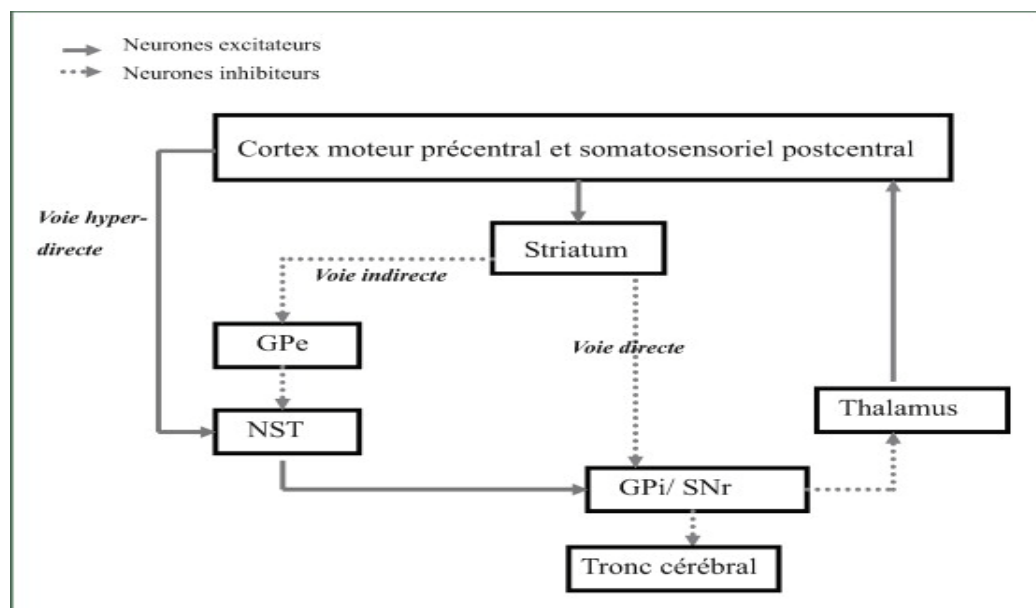 Neurones excitateurs
Neurones inhibiteurs
Cortex moteur précentral et somatosensoriel postcentral
Voie hyper-
directe
Striatum
Voie indirecte
GPe
Voie directe
Thalamus
NST
GPi/ SNr
Tronc cérébral